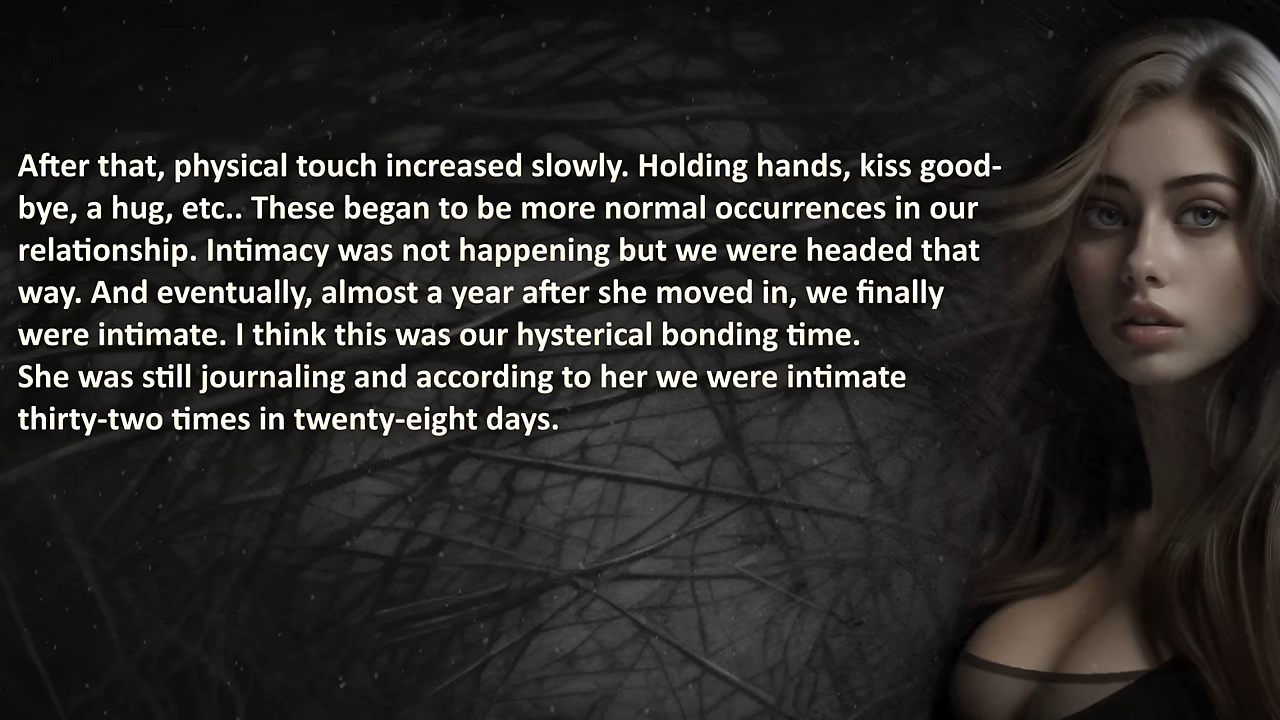 After that, physical touch increased slowly. Holding hands, kiss good-
bye, a hug, etc.. These began to be more normal occurrences in our
relationship. Intimacy was not happening but we were headed that
way. And eventually, almost a year after she moved in, we finally
were intimate. I think this was our hysterical bonding time.
She was still journaling and according to her we were intimate
thirty-two times in twenty-eight days.